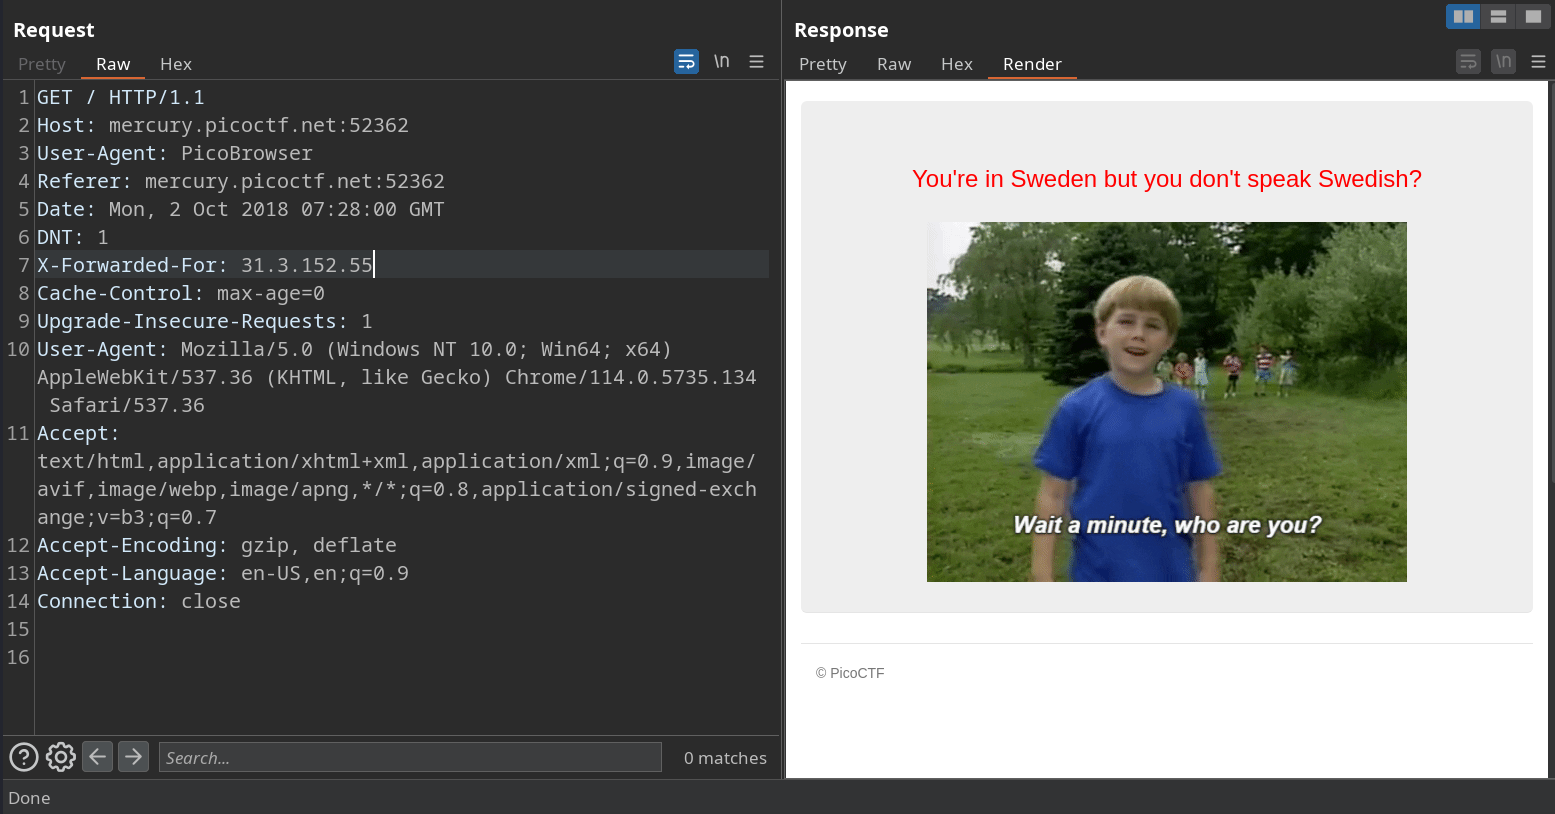 Request
Pretty Raw Hex \n
1 GET / HTTP/1.1
2 Host: mercury.picoctf.net:52362
3 User-Agent: PicoBrowser
4 Referer: mercury.picoctf.net:52362
5 Date: Mon, 2 Oct 2018 07:28:00 GMT
6 DNT: 1
7 X-Forwarded-For: 31.3.152.55
8 Cache-Control: max-age=0
9 Upgrade-Insecure-Requests: 1
10 User-Agent: Mozilla/5.0 (Windows NT 10.0; Win64; x64)
AppleWebKit/537.36 (KHTML, like Gecko) Chrome/114.0.5735.134
Safari/537.36
11 Accept:
text/html,application/xhtml+xml,application/xml;q=0.9,image/
avif,image/webp,image/apng,*/*;q=0.8,application/signed-exch
ange;v=b3;q=0.7
12 Accept-Encoding: gzip, deflate
13 Accept-Language: en-US,en;q=0.9
14 Connection: close
15
16
Search...
0 matches
Response
Pretty Raw Hex Render \n
You're in Sweden but you don't speak Swedish?
Wait a minute, who are you?
© PicoCTF
Done